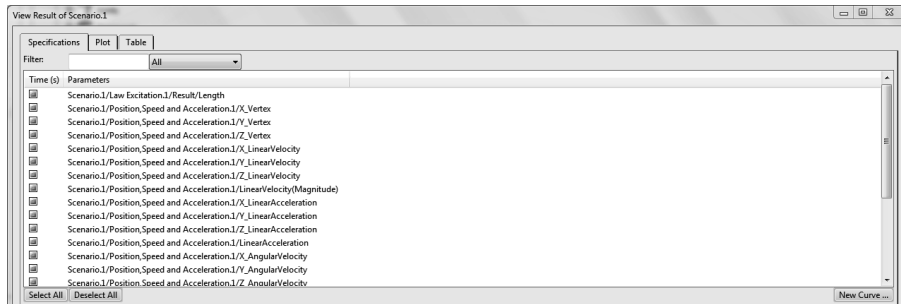 View Result of Scenario.1
Specifications Plot Table
Filter: All
Time (s) Parameters
Scenario.1/Law Excitation.1/Result/Length
Scenario.1/Position,Speed and Acceleration.1/X_Vertex
Scenario.1/Position,Speed and Acceleration.1/Y_Vertex
Scenario.1/Position,Speed and Acceleration.1/Z_Vertex
Scenario.1/Position,Speed and Acceleration.1/X_LinearVelocity
Scenario.1/Position,Speed and Acceleration.1/Y_LinearVelocity
Scenario.1/Position,Speed and Acceleration.1/Z_LinearVelocity
Scenario.1/Position,Speed and Acceleration.1/LinearVelocity(Magnitude)
Scenario.1/Position,Speed and Acceleration.1/X_LinearAcceleration
Scenario.1/Position,Speed and Acceleration.1/Y_LinearAcceleration
Scenario.1/Position,Speed and Acceleration.1/Z_LinearAcceleration
Scenario.1/Position,Speed and Acceleration.1/LinearAcceleration
Scenario.1/Position,Speed and Acceleration.1/X_AngularVelocity
Scenario.1/Position,Speed and Acceleration.1/Y_AngularVelocity
Scenario.1/Position,Speed and Acceleration.1/Z_AngularVelocity
Select All Deselect All New Curve ...